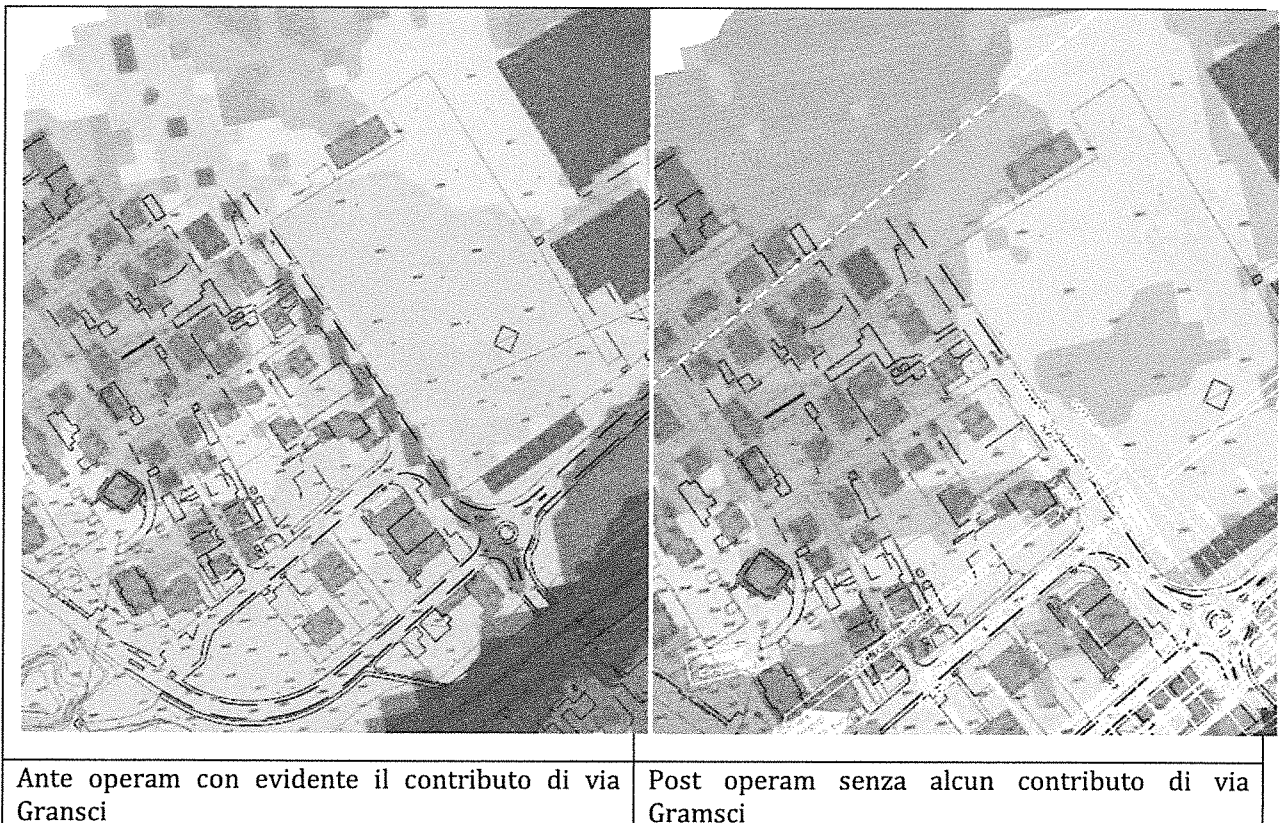 Ante operam con evidente il contributo di via
Gransci
Post operam senza alcun contributo di via
Gramsci